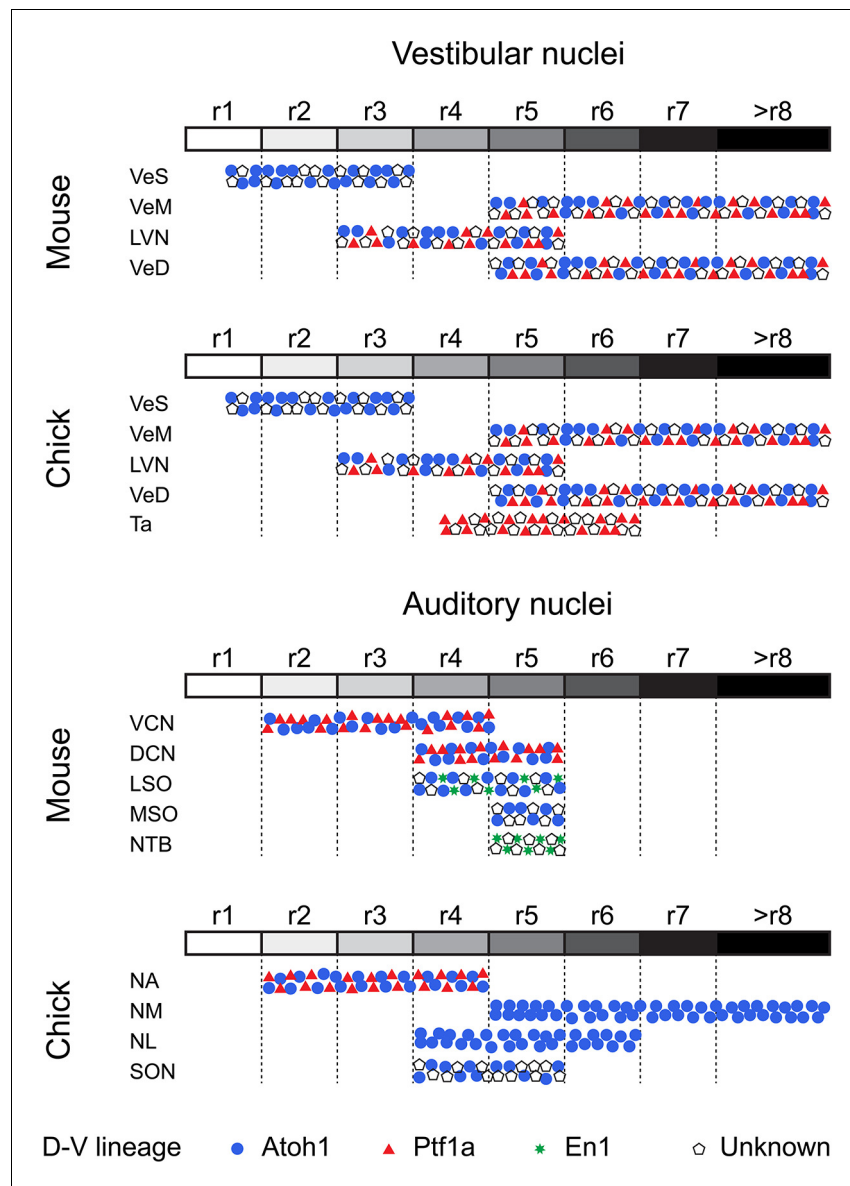 Vestibular nuclei
r1 r2 r3 r4 r5 r6 r7 >r8
Mouse
VeS
VeM
LVN
VeD
r1 r2 r3 r4 r5 r6 r7 >r8
Chick
VeS
VeM
LVN
VeD
Ta
Auditory nuclei
r1 r2 r3 r4 r5 r6 r7 >r8
Mouse
VCN
DCN
LSO
MSO
NTB
r1 r2 r3 r4 r5 r6 r7 >r8
Chick
NA
NM
NL
SON
D-V lineage Atoh1 Ptf1a En1 Unknown